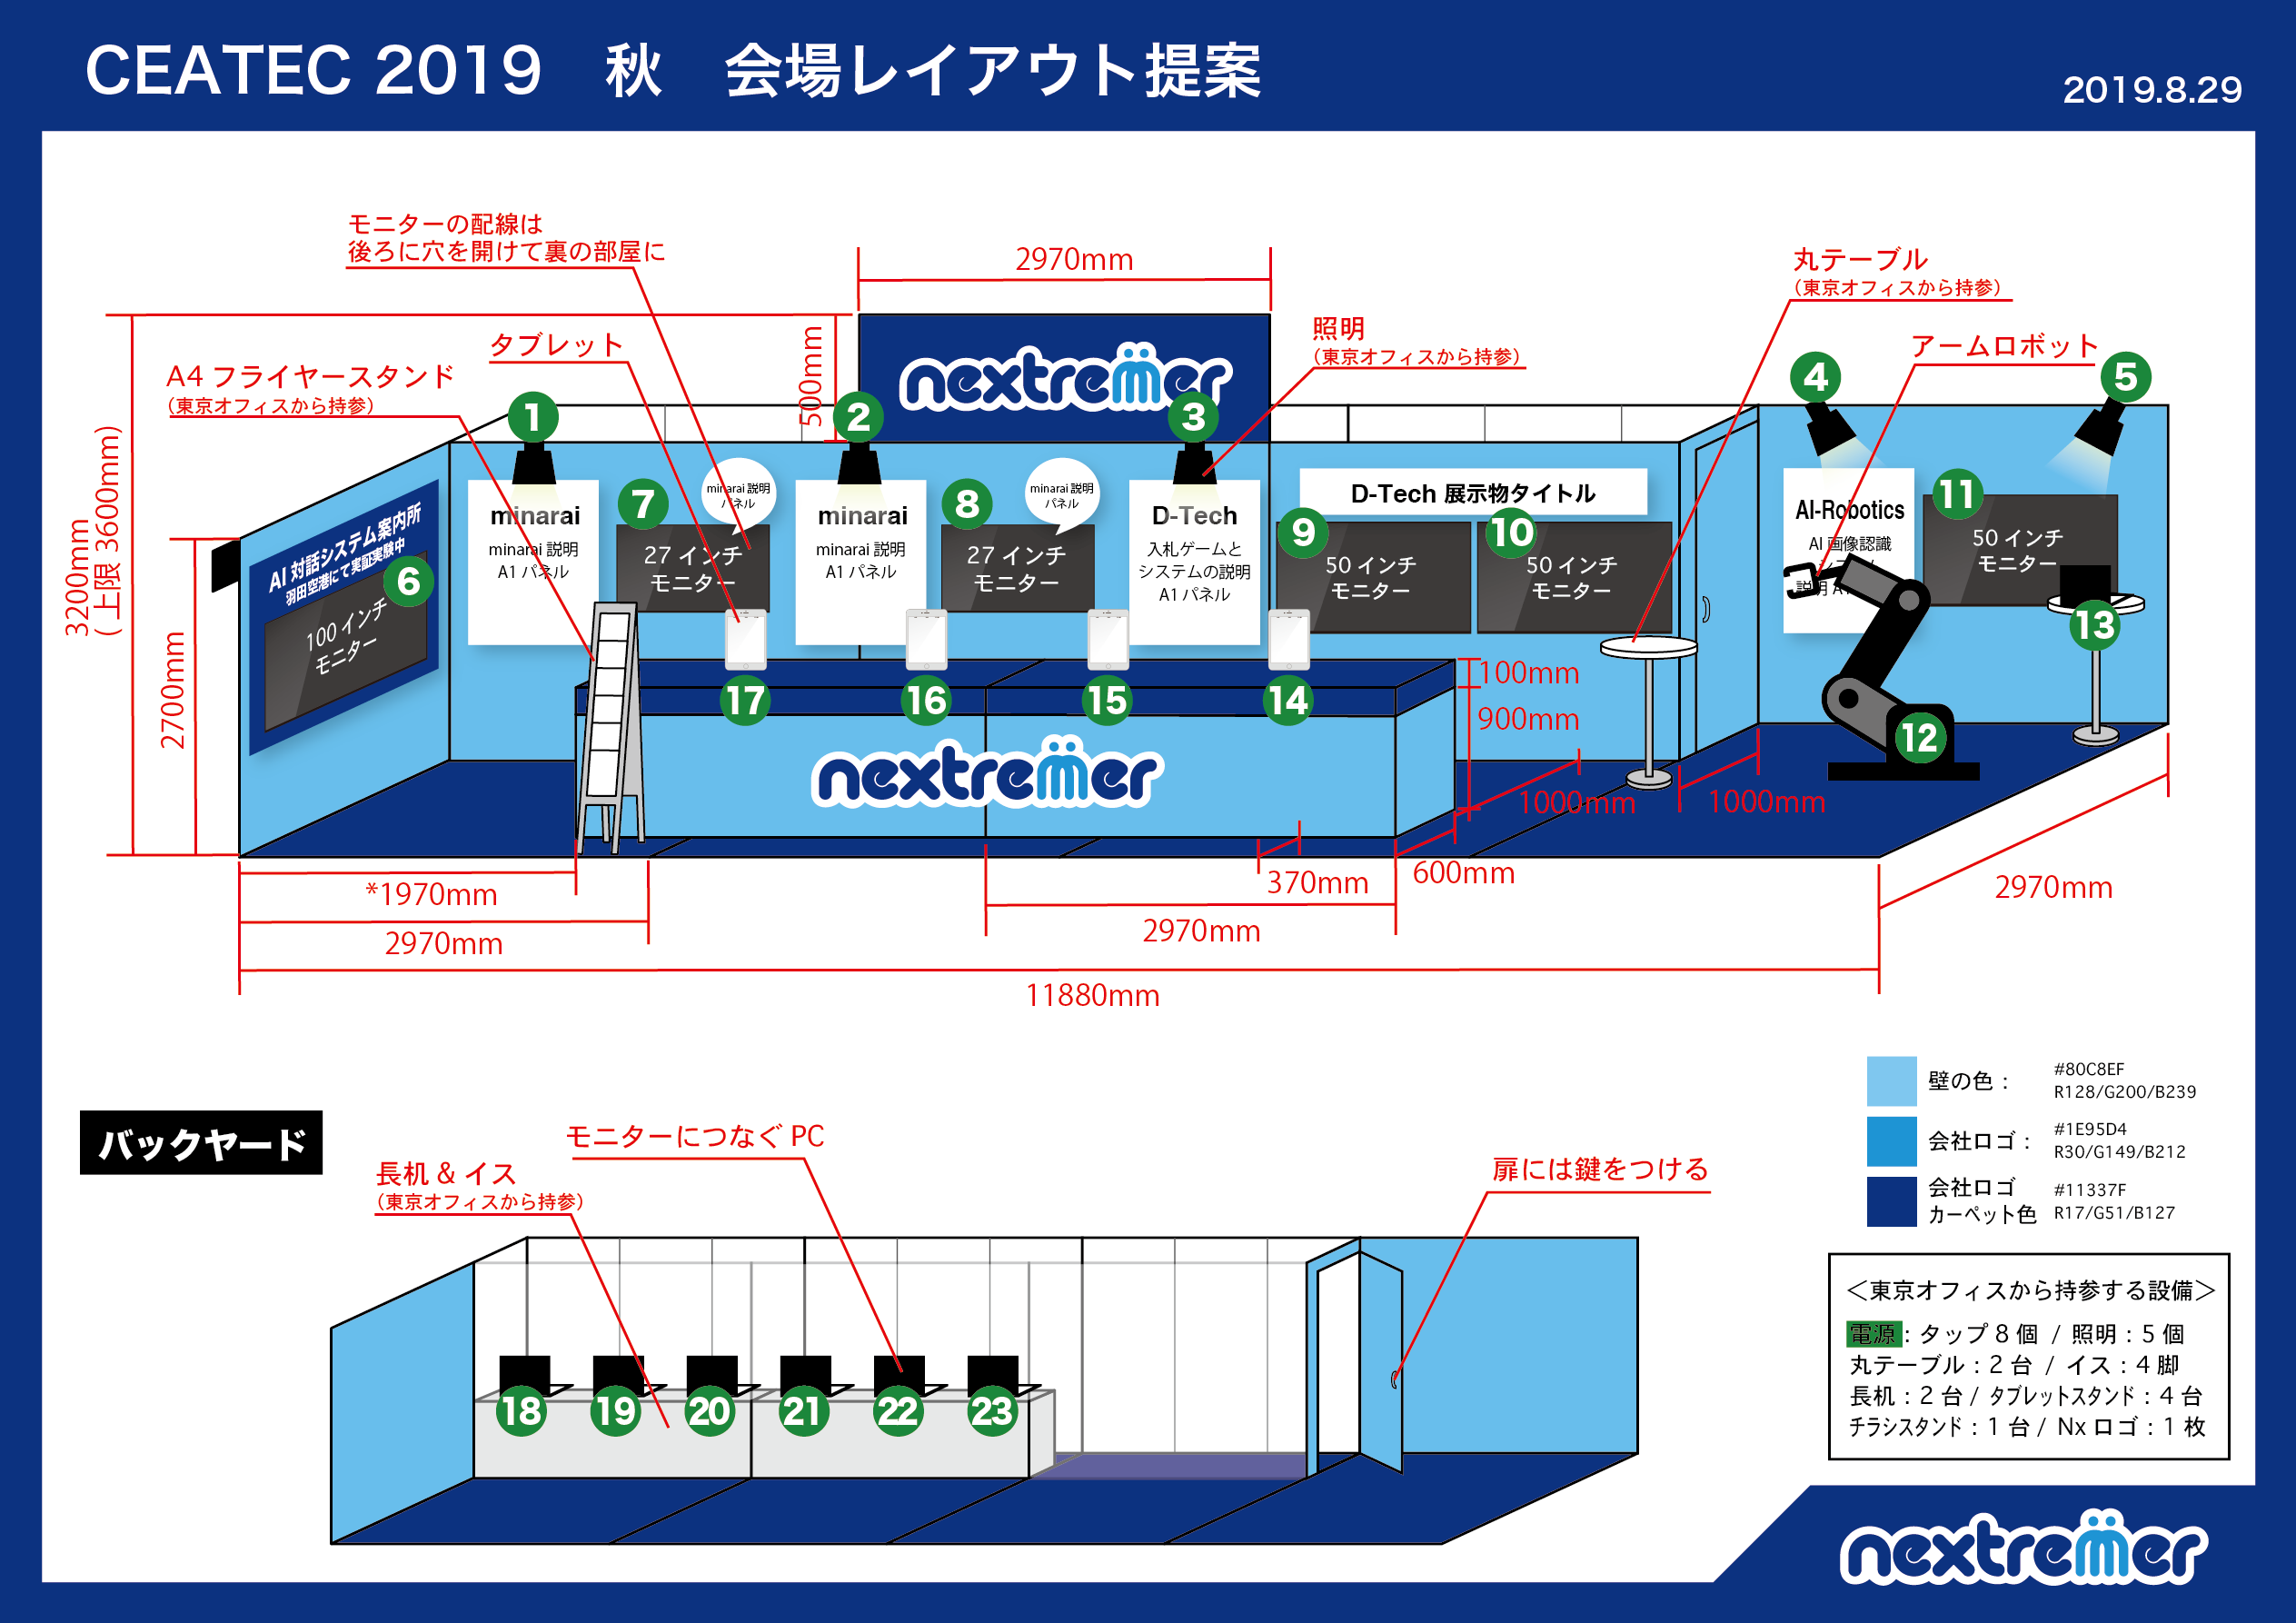 CEATEC 2019　秋　会場レイアウト提案
2019.8.29
モニターの配線は
後ろに穴を開けて裏の部屋に
2970mm
丸テーブル
（東京オフィスから持参）
照明
（東京オフィスから持参）
アームロボット
タブレット
A4 フライヤースタンド
（東京オフィスから持参）
500mm
3200mm
( 上限 3600mm)
2700mm
nextremer
1
2
3
4
5
AI 対話システム案内所
羽田空港にて実証実験中
6
100 インチ
モニター
minarai
minarai 説明
A1 パネル
7
minarai 説明
パネル
27 インチ
モニター
minarai
minarai 説明
A1 パネル
8
minarai 説明
パネル
27 インチ
モニター
D-Tech
入札ゲームと
システムの説明
A1 パネル
D-Tech 展示物タイトル
9
50 インチ
モニター
10
50 インチ
モニター
AI-Robotics
AI 画像認識
説明
11
50 インチ
モニター
12
13
17
16
15
14
nextremer
100mm
900mm
1000mm
1000mm
600mm
370mm
2970mm
2970mm
*1970mm
2970mm
11880mm
壁の色：
#80C8EF
R128/G200/B239
会社ロゴ：
#1E95D4
R30/G149/B212
会社ロゴ
カーペット色
#11337F
R17/G51/B127
バックヤード
モニターにつなぐ PC
長机 & イス
（東京オフィスから持参）
扉には鍵をつける
18
19
20
21
22
23
＜東京オフィスから持参する設備＞
電源：タップ 8 個 / 照明：5 個
丸テーブル：2 台 / イス：4 脚
長机：2 台 / タブレットスタンド：4 台
チラシスタンド：1 台 / Nx ロゴ：1 枚
nextremer